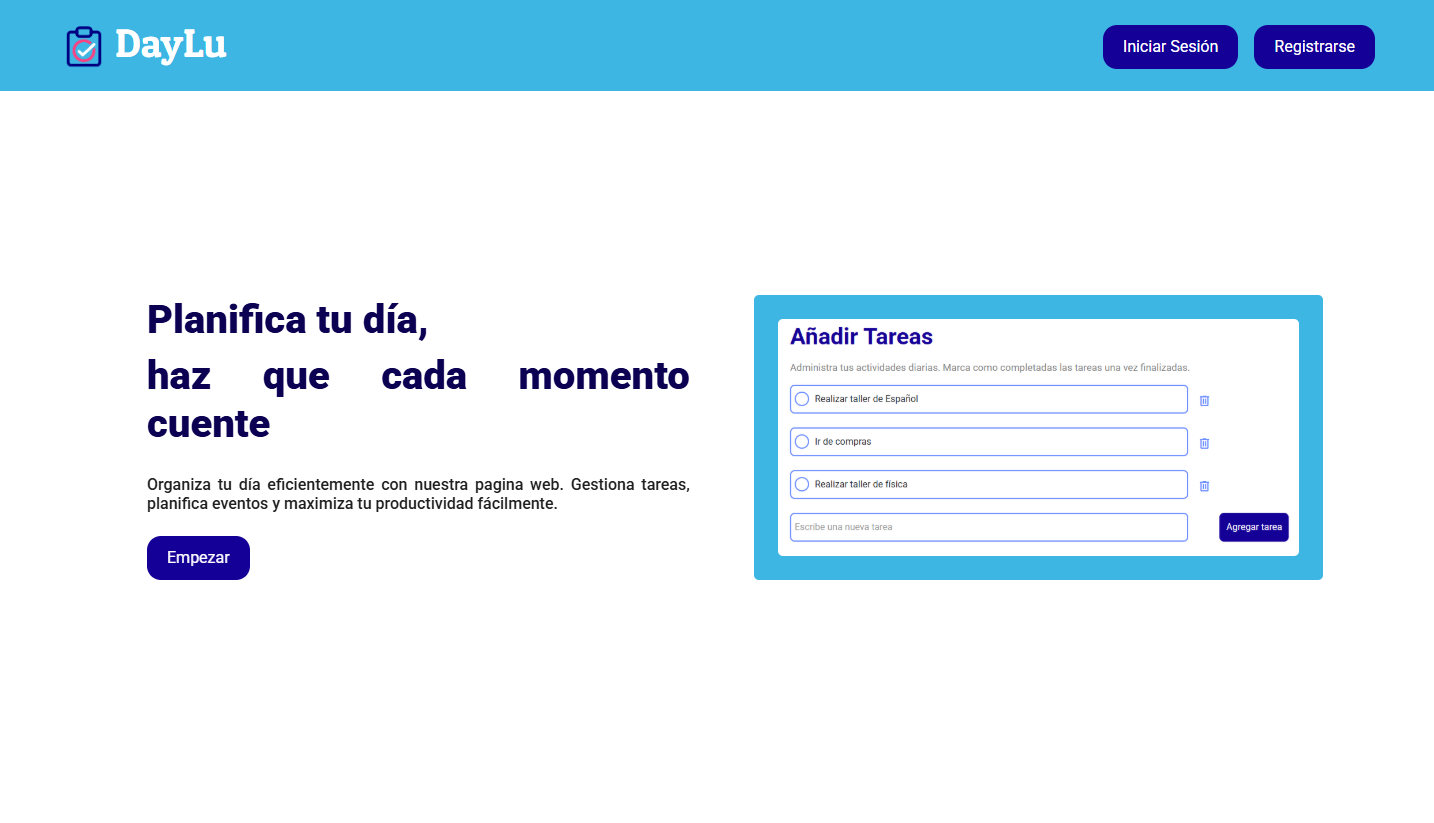 DayLu
Iniciar Sesión
Registrarse
Planifica tu día,
haz que cada momento
cuente
Organiza tu día eficientemente con nuestra pagina web. Gestiona tareas,
planifica eventos y maximiza tu productividad fácilmente.
Empezar
Añadir Tareas
Administra tus actividades diarias. Marca como completadas las tareas una vez finalizadas.
Realizar taller de Español
Ir de compras
Realizar taller de física
Escribe una nueva tarea
Agregar tarea